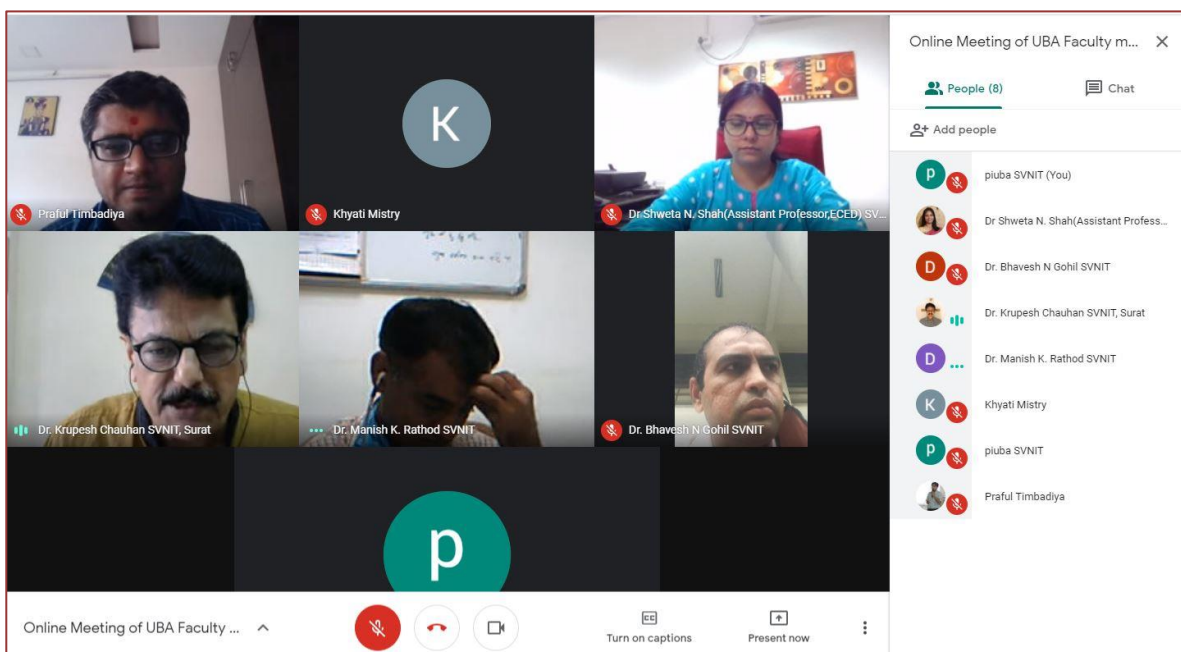 Praful Timbadiya
K
Khyati Mistry
Dr Shweta N. Shah(Assistant Professor,ECED) SV...
Dr. Krupesh Chauhan SVNIT, Surat
Dr. Manish K. Rathod SVNIT
Dr. Bhavesh N Gohil SVNIT
p
Online Meeting of UBA Faculty ...
Turn on captions
Present now
Online Meeting of UBA Faculty m...
People (8)
Chat
Add people
p
piuba SVNIT (You)
Dr Shweta N. Shah(Assistant Profess...
D
Dr. Bhavesh N Gohil SVNIT
Dr. Krupesh Chauhan SVNIT, Surat
D
Dr. Manish K. Rathod SVNIT
K
Khyati Mistry
p
piuba SVNIT
Praful Timbadiya